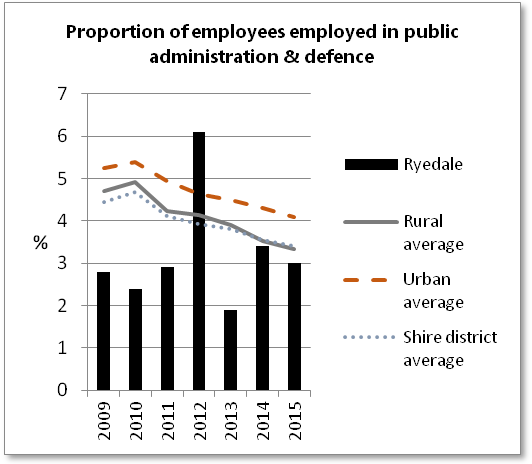 Proportion of employees employed in public
administration & defence
7
6
5
4
3
2
1
0
%
2009
2010
2011
2012
2013
2014
2015
Ryedale
Rural
average
Urban
average
Shire district
average